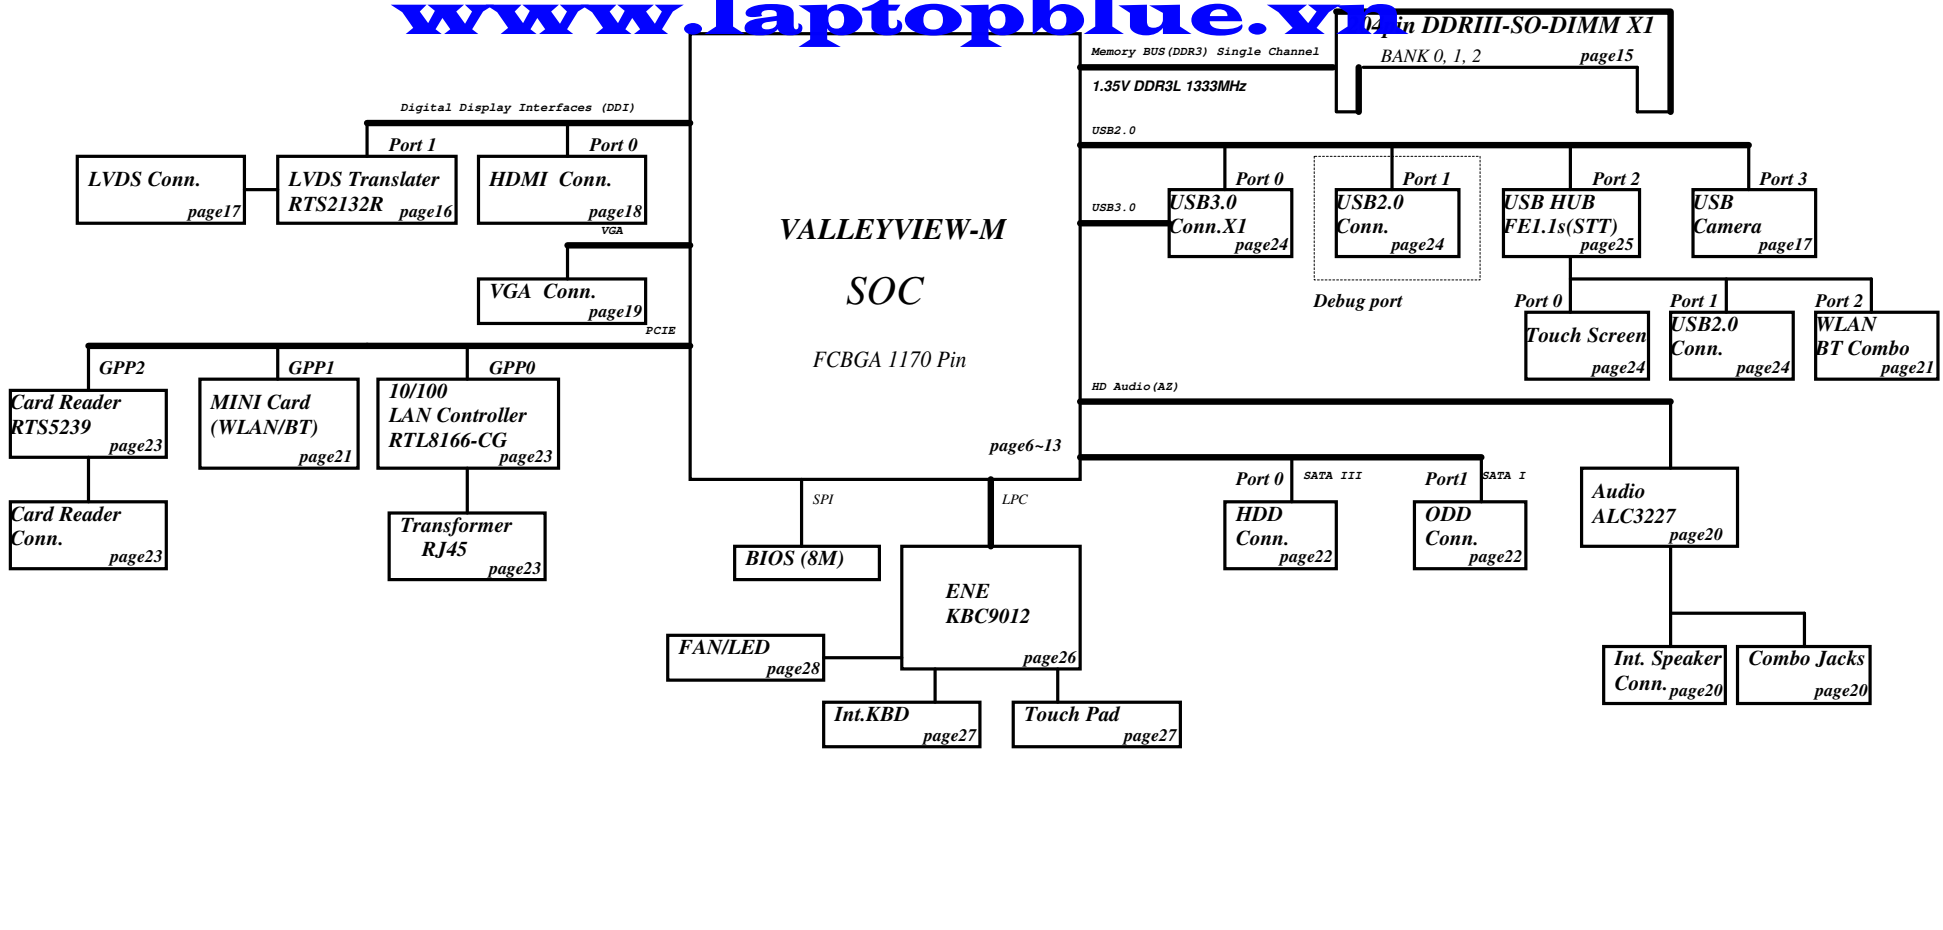 www.laptopblue.vn
04pin DDRIII-SO-DIMM X1
BANK 0, 1, 2
page15
Memory BUS(DDR3) Single Channel
1.35V DDR3L 1333MHz
Digital Display Interfaces (DDI)
Port 1
Port 0
LVDS Conn.
page17
LVDS Translater
RTS2132R
page16
HDMI Conn.
page18
VGA
VGA Conn.
page19
PCIE
GPP2
GPP1
GPP0
Card Reader
RTS5239
page23
MINI Card
(WLAN/BT)
page21
10/100
LAN Controller
RTL8166-CG
page23
Card Reader
Conn.
page23
Transformer
RJ45
page23
VALLEYVIEW-M
SOC
FCBGA 1170 Pin
page6~13
USB2.0
Port 0
Port 1
Port 2
Port 3
USB3.0
USB3.0
Conn.X1
page24
USB2.0
Conn.
page24
USB HUB
FE1.1s(STT)
page25
USB
Camera
page17
Debug port
Port 0
Port 1
Port 2
Touch Screen
page24
USB2.0
Conn.
page24
WLAN
BT Combo
page21
HD Audio(AZ)
Port 0
SATA III
Port1
SATA I
HDD
Conn.
page22
ODD
Conn.
page22
Audio
ALC3227
page20
Int. Speaker
Conn.
page20
Combo Jacks
page20
SPI
LPC
BIOS (8M)
ENE
KBC9012
page26
FAN/LED
page28
Int.KBD
page27
Touch Pad
page27